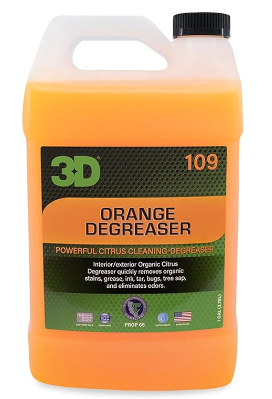 3D
109
ORANGE
DEGREASER
POWERFUL CITRUS CLEANING-DEGREASER
Interior/exterior Organic Citrus
Degreaser quickly removes organic
stains, grease, ink, tar, bugs, tree sap,
and eliminates odors.
PROP 65